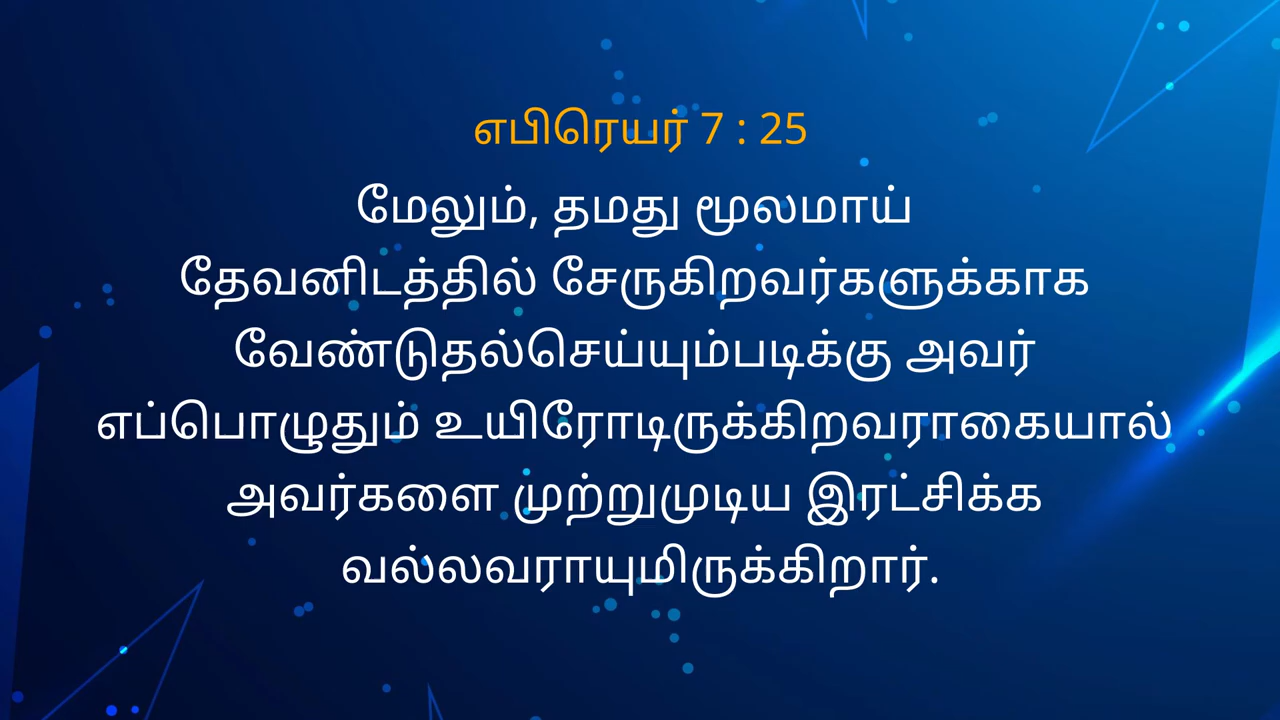 எபிரெயர் 7 : 25
மேலும், தமது மூலமாய்
தேவனிடத்தில் சேருகிறவர்களுக்காக
வேண்டுதல்செய்யும்படிக்கு அவர்
எப்பொழுதும் உயிரோடிருக்கிறவராகையால்
அவர்களை முற்றுமுடிய இரட்சிக்க
வல்லவராயுமிருக்கிறார்.